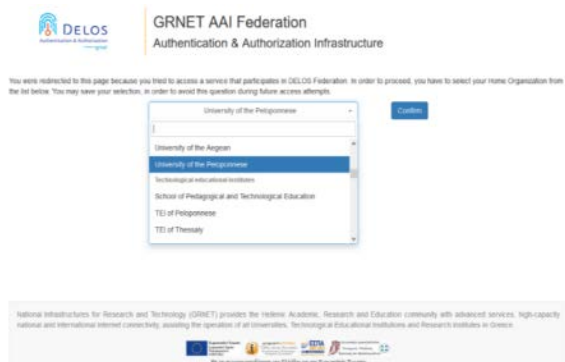 DELOS
Authentication & Authorization
GRNET AAI Federation
Authentication & Authorization Infrastructure
You were redirected to this page because you tried to access a service that participates in DELOS Federation. In order to proceed, you have to select your Home Organization from
the list below. You may save your selection, in order to avoid this question during future access attempts.
University of the Peloponnese
Confirm
University of the Aegean
University of the Peloponnese
Technological educational institutes
School of Pedagogical and Technological Education
TEI of Peloponnese
TEI of Thessaly
National Infrastructures for Research and Technology (GRNET) provides the Hellenic Academic, Research and Education community with advanced services, high-capacity
national and international internet connectivity, assisting the operation of all Universities, Technological Educational Institutions and Research Institutes in Greece.
ΕΣΠΑ